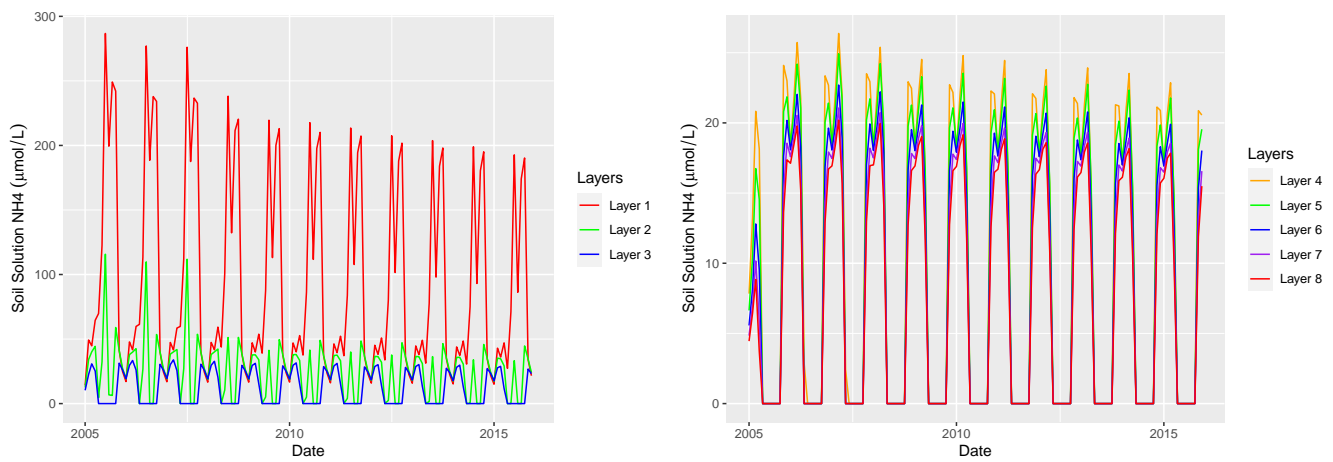 Soil Solution NH4 (µmol/L)
300
200
100
0
2005
2010
2015
Date
Layers
Layer 1
Layer 2
Layer 3
Soil Solution NH4 (µmol/L)
20
10
0
2005
2010
2015
Date
Layers
Layer 4
Layer 5
Layer 6
Layer 7
Layer 8